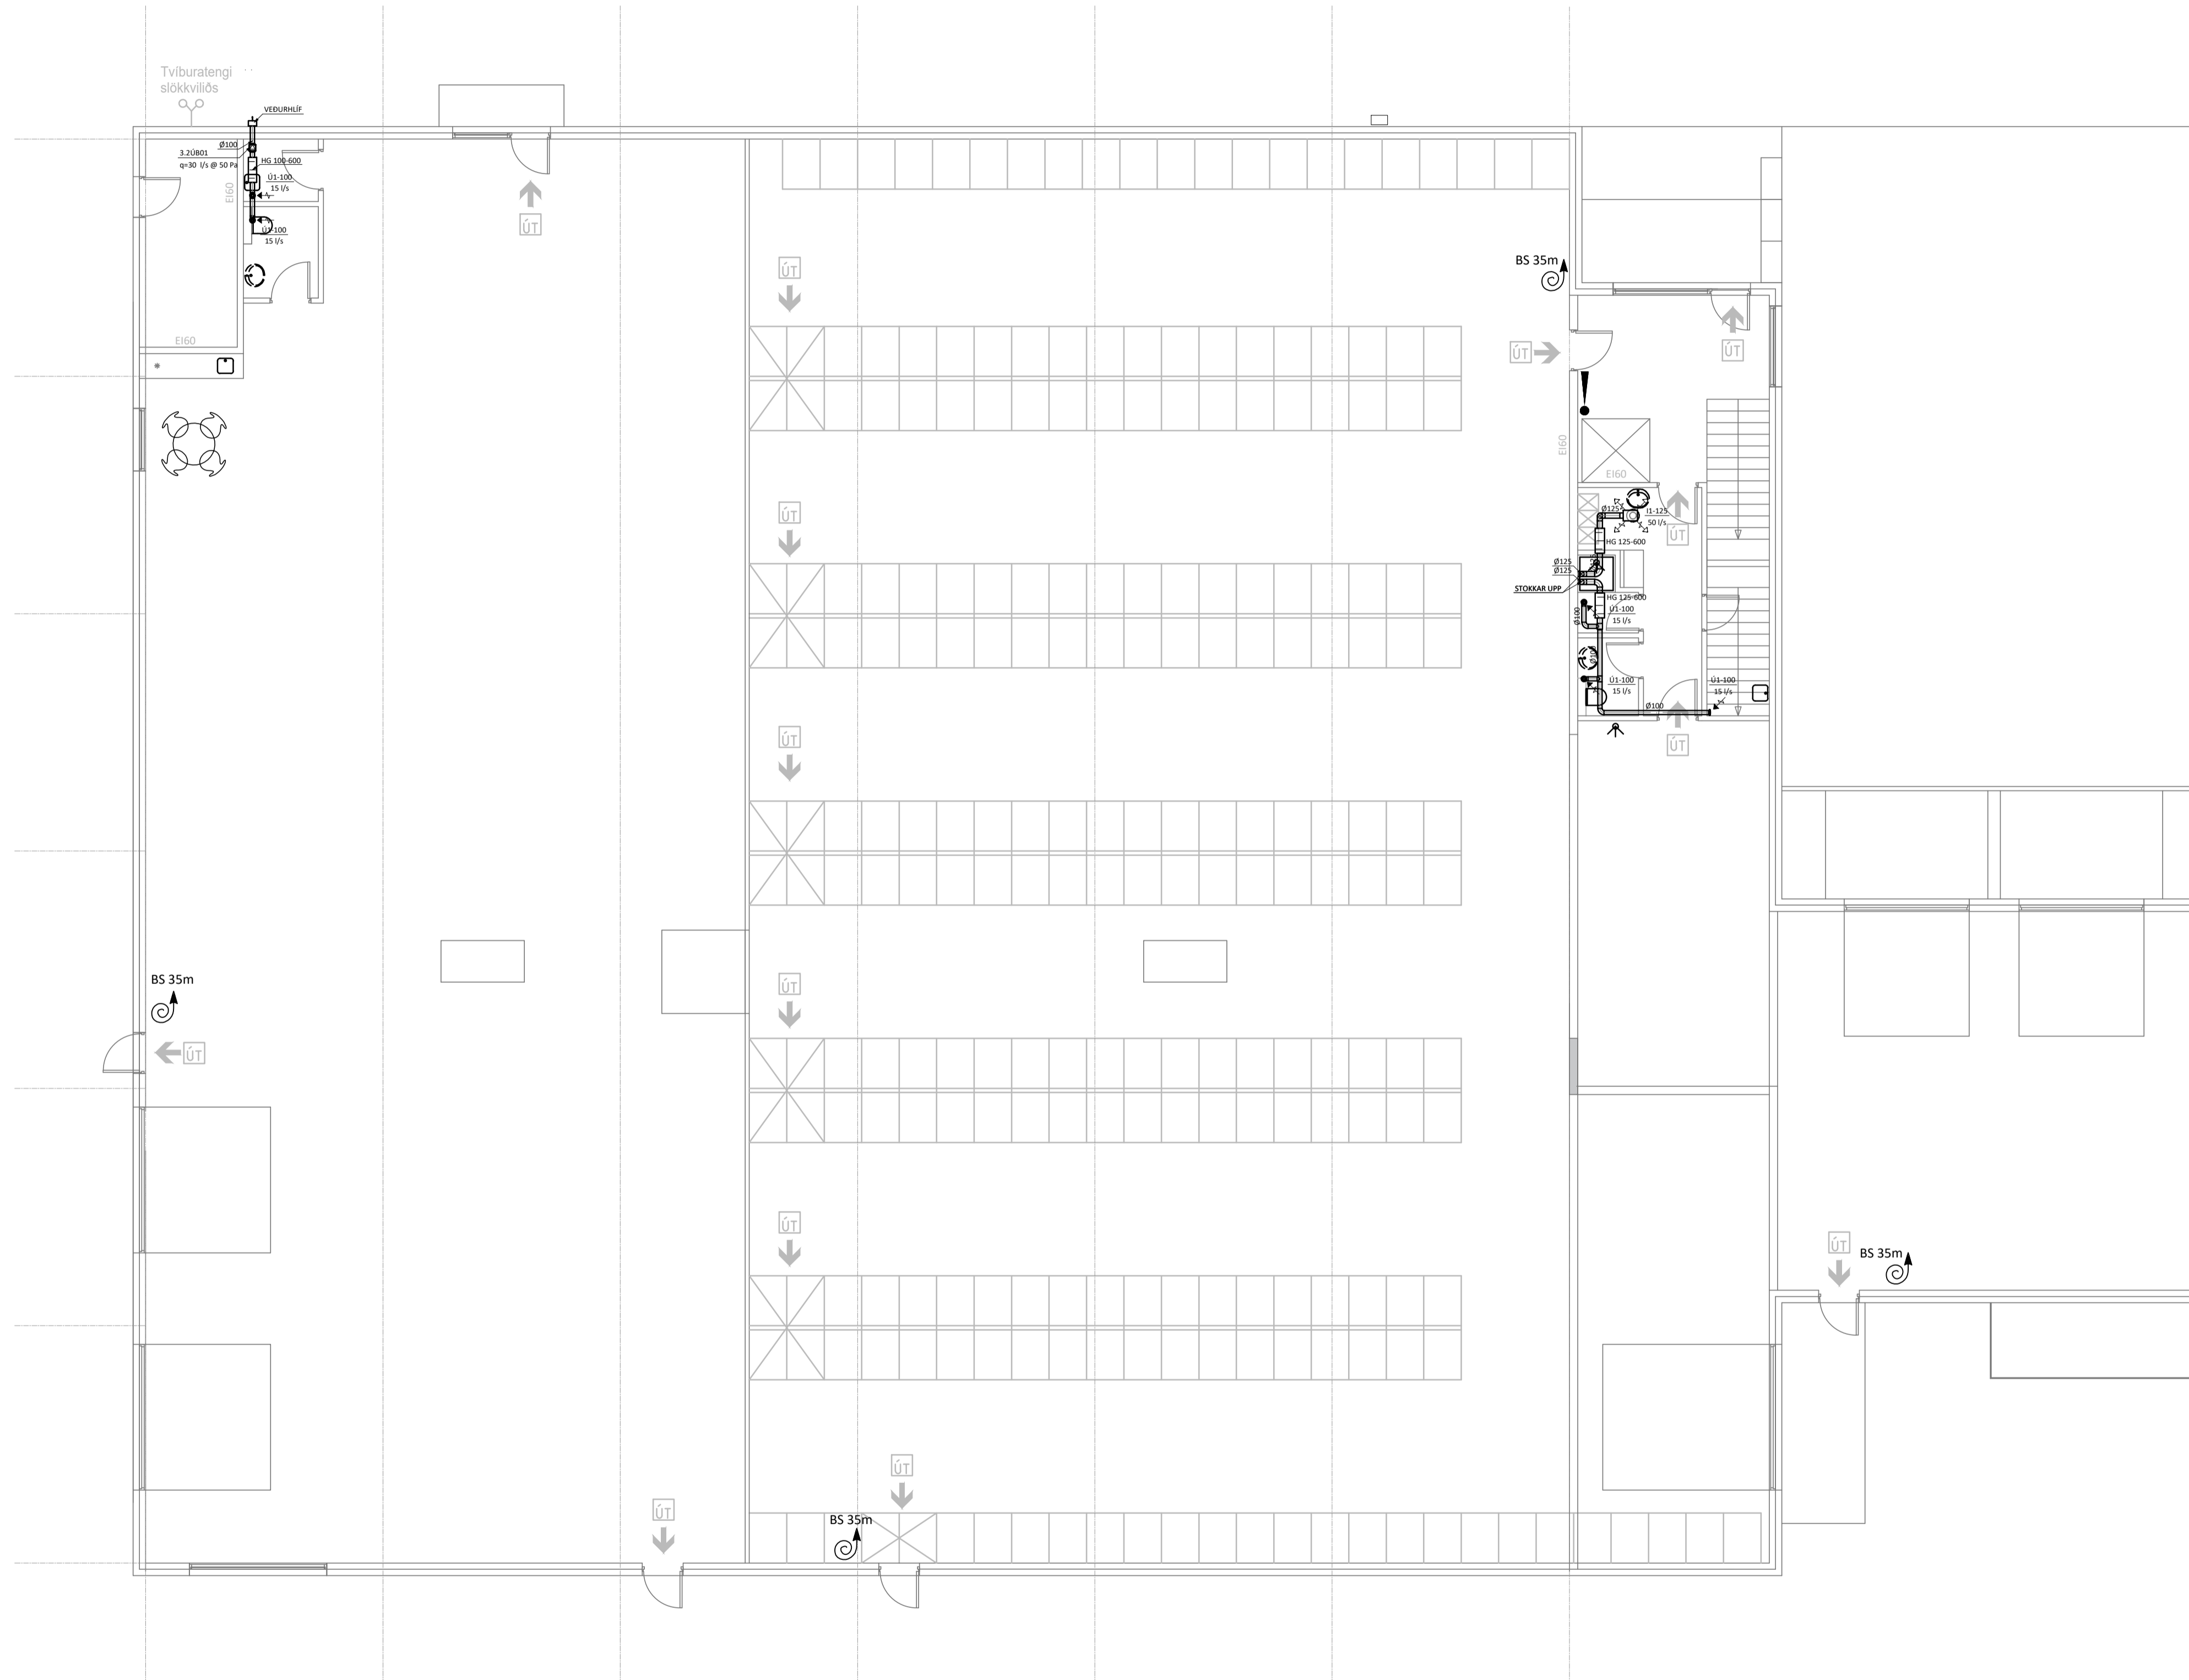 Tvíburatengi
slökkviliðs
VEÐURHLÍF
Ø100
3.2ÚB01
q=30 l/s @ 50 Pa
HG 100-600
Ú1-100
15 l/s
EI60
Ú1-100
15 l/s
ÚT
EI60
ÚT
BS 35m
ÚT
ÚT
EI60
EI60
ÚT
Ø125
I1-125
50 l/s
ÚT
HG 125-600
Ø125
Ø125
STOKKAR UPP
HG 125-600
Ú1-100
15 l/s
Ø100
Ø100
Ú1-100
15 l/s
Ú1-100
15 l/s
Ø100
ÚT
ÚT
BS 35m
ÚT
ÚT
ÚT
ÚT
BS 35m
ÚT
ÚT
BS 35m